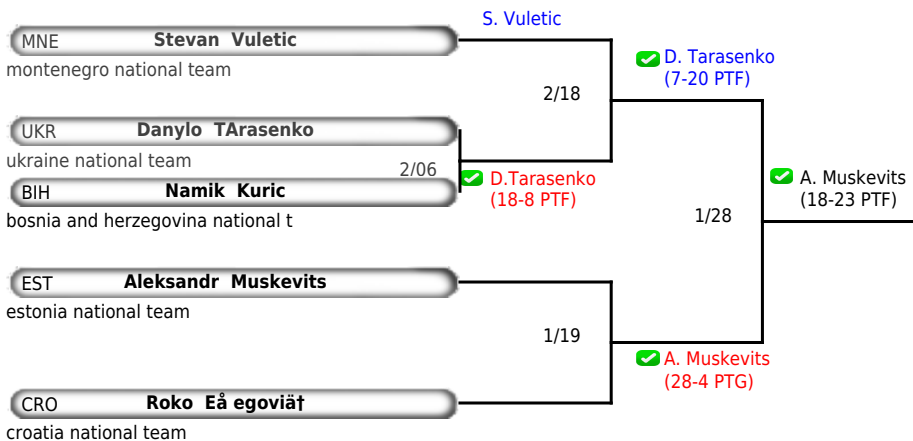 S. Vuletic
MNE Stevan Vuletic
montenegro national team
D. Tarasenko
(7-20 PTF)
2/18
UKR Danylo TArasenko
ukraine national team
2/06
D.Tarasenko
(18-8 PTF)
BIH Namik Kuric
bosnia and herzegovina national t
A. Muskevits
(18-23 PTF)
1/28
EST Aleksandr Muskevits
estonia national team
1/19
A. Muskevits
(28-4 PTG)
CRO Roko Eå egoviä†
croatia national team